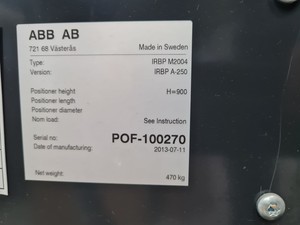 ABB AB
721 68 Västerås Made in Sweden
Type: IRBP M2004
Version: IRBP A-250
Positioner height H=900
Positioner length
Positioner diameter
Nom load: See Instruction
Serial no: POF-100270
Date of manufacturing: 2013-07-11
Net weight: 470 kg